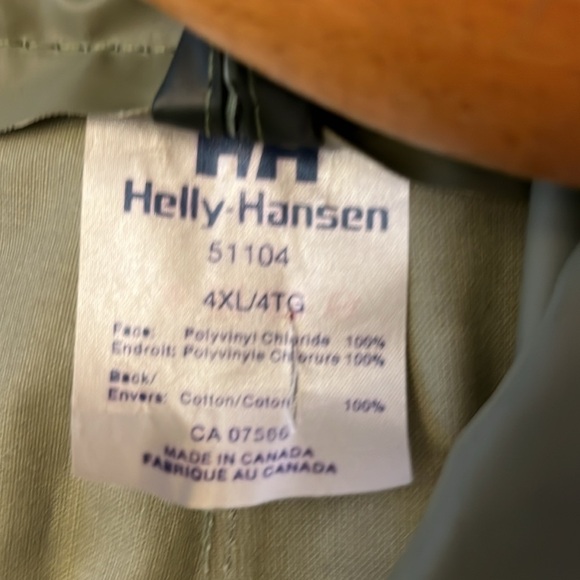 HH
Helly-Hansen
51104
4XL/4TG
Face: Polyvinyl Chloride 100%
Endroit: Polyvinyle Chlorure 100%
Back/
Envers: Cotton/Coton 100%
CA 07566
MADE IN CANADA
FABRIQUE AU CANADA